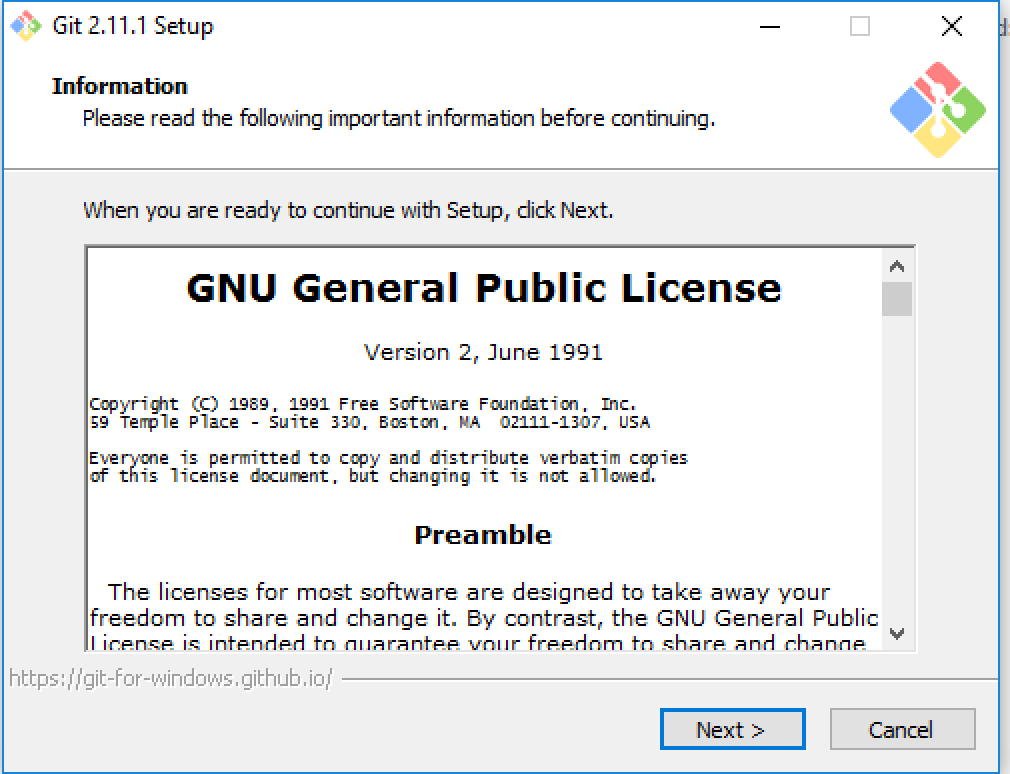 Git 2.11.1 Setup
Information
Please read the following important information before continuing.
When you are ready to continue with Setup, click Next.
GNU General Public License
Version 2, June 1991
Copyright (C) 1989, 1991 Free Software Foundation, Inc.
59 Temple Place - Suite 330, Boston, MA  02111-1307, USA
Everyone is permitted to copy and distribute verbatim copies
of this license document, but changing it is not allowed.
Preamble
The licenses for most software are designed to take away your
freedom to share and change it. By contrast, the GNU General Public
License is intended to guarantee your freedom to share and change
https://git-for-windows.github.io/
Next >
Cancel